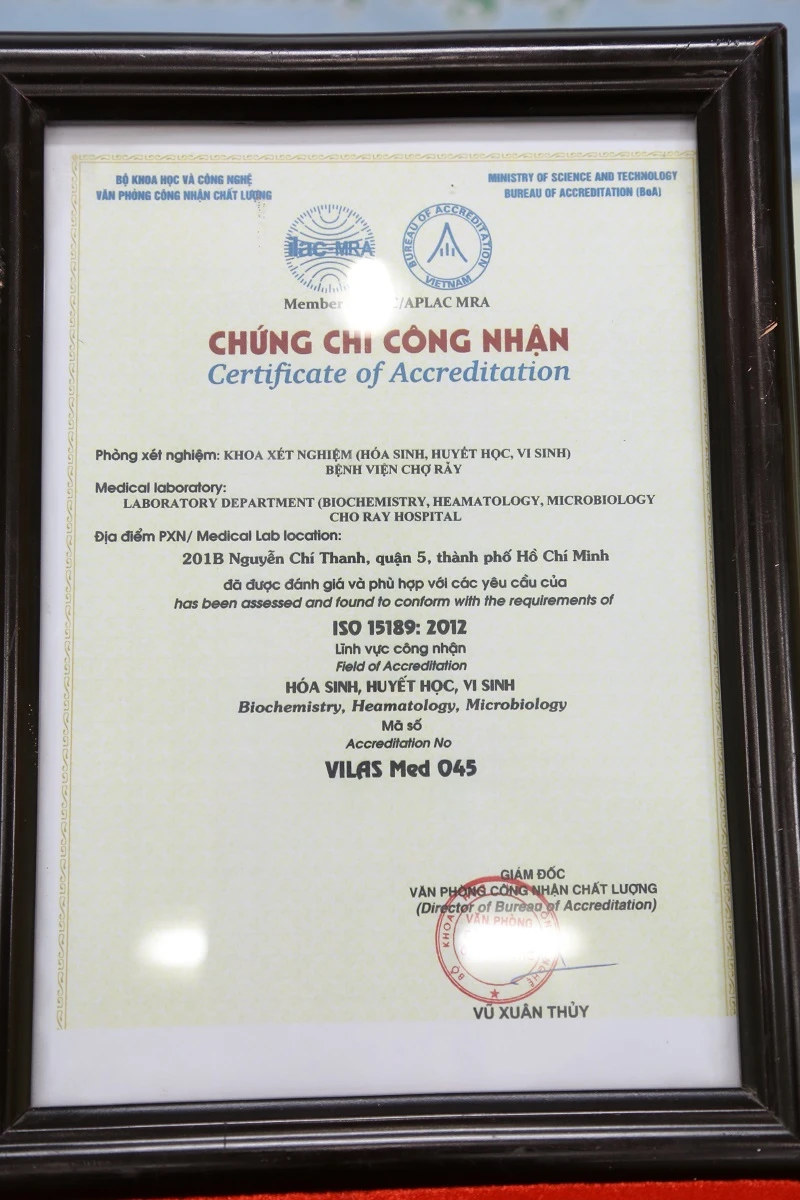 BỘ KHOA HỌC VÀ CÔNG NGHỆ
VĂN PHÒNG CÔNG NHẬN CHẤT LƯỢNG
MINISTRY OF SCIENCE AND TECHNOLOGY
BUREAU OF ACCREDITATION (BoA)
ilac-MRA
BUREAU OF ACCREDITATION
VIETNAM
Member /APLAC MRA
CHỨNG CHỈ CÔNG NHẬN
Certificate of Accreditation
Phòng xét nghiệm: KHOA XÉT NGHIỆM (HÓA SINH, HUYẾT HỌC, VI SINH)
BỆNH VIỆN CHỢ RẪY
Medical laboratory:
LABORATORY DEPARTMENT (BIOCHEMISTRY, HEAMATOLOGY, MICROBIOLOGY
CHO RAY HOSPITAL
Địa điểm PXN/ Medical Lab location:
201B Nguyễn Chí Thanh, quận 5, thành phố Hồ Chí Minh
đã được đánh giá và phù hợp với các yêu cầu của
has been assessed and found to conform with the requirements of
ISO 15189: 2012
Lĩnh vực công nhận
Field of Accreditation
HÓA SINH, HUYẾT HỌC, VI SINH
Biochemistry, Heamatology, Microbiology
Mã số
Accreditation No
VILAS Med 045
GIÁM ĐỐC
VĂN PHÒNG CÔNG NHẬN CHẤT LƯỢNG
(Director of Bureau of Accreditation)
BỘ KHOA
VĂN PHÒNG
VŨ XUÂN THỦY